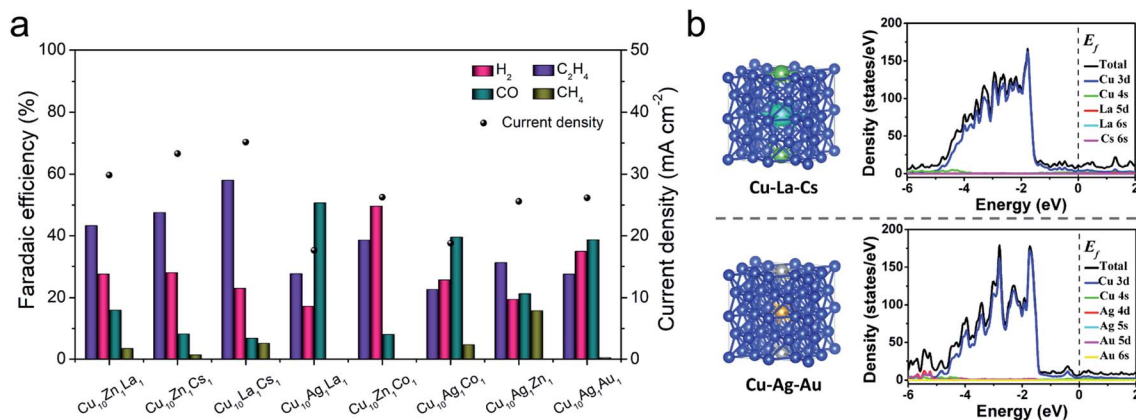 a
Faradaic efficiency (%)
100
80
60
40
20
0
H₂
C₂H₄
CO
CH₄
Current density
50
40
30
20
10
0
Current density (mA cm⁻²)
Cu₁₀Zn₁La₁
Cu₁₀Zn₁Cs₁
Cu₁₀La₁Cs₁
Cu₁₀Ag₁La₁
Cu₁₀Zn₁Co₁
Cu₁₀Ag₁Co₁
Cu₁₀Ag₁Zn₁
Cu₁₀Ag₁Au₁
b
Cu-La-Cs
Density (states/eV)
200
150
100
50
0
E_f
Total
Cu 3d
Cu 4s
La 5d
La 6s
Cs 6s
-6 -4 -2 0 2
Energy (eV)
Cu-Ag-Au
Density (states/eV)
200
150
100
50
0
E_f
Total
Cu 3d
Cu 4s
Ag 4d
Ag 5s
Au 5d
Au 6s
-6 -4 -2 0 2
Energy (eV)